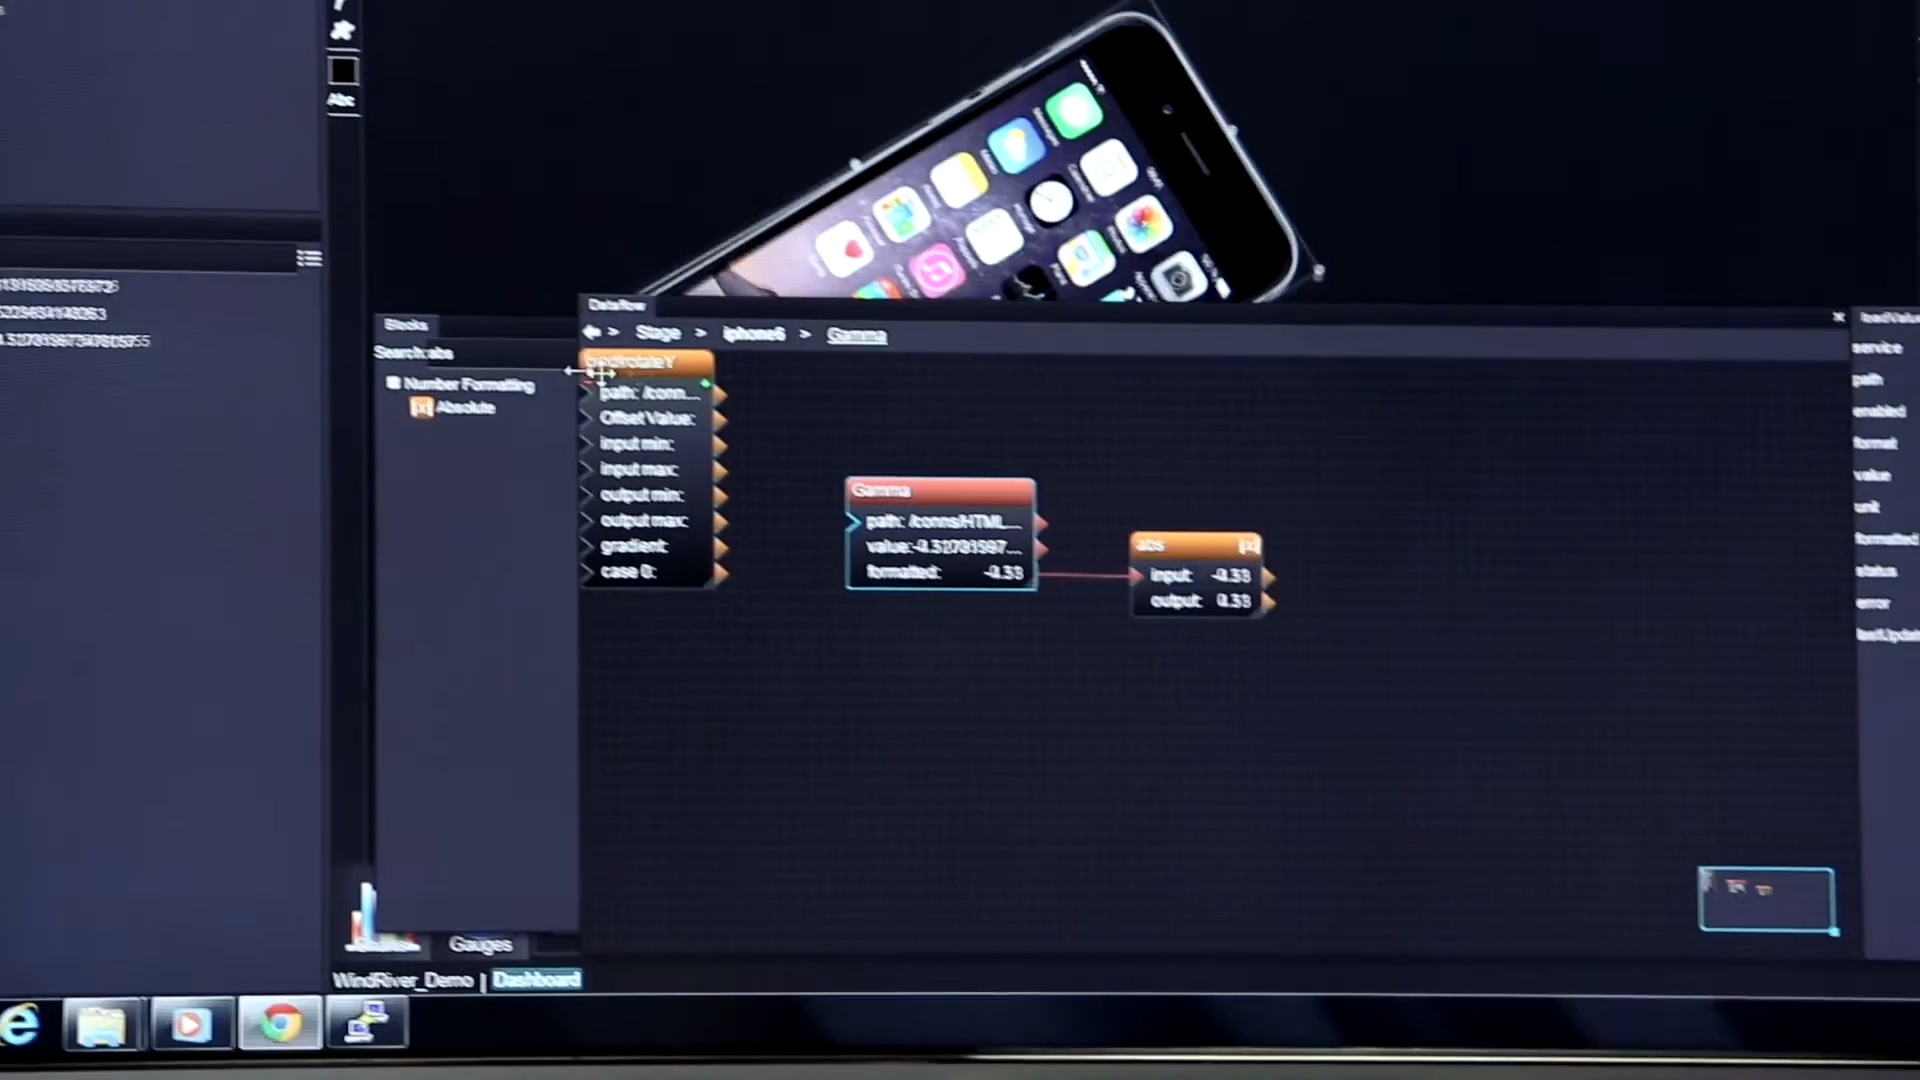 Abc
Dataflow
Blocks
Stage > iphone6 > Gamma
loadValue
Search: abs
service
Number Formatting
path: /conn...
path
Absolute
Offset Value:
enabled
input min:
format
input max:
Gamma
value
output min:
unit
output max:
path: /conns/HTML...
gradient:
value:
formatted
abs
case 0:
formatted: -0.33
input: -0.33
status
output: 0.33
error
Gauges
WindRiver_Demo | Dashboard